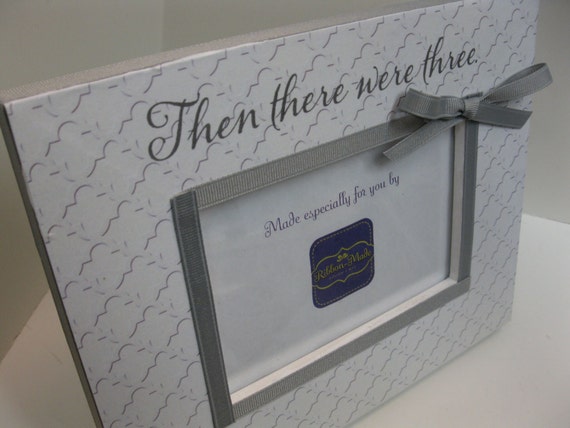 Then there were three.
Made especially for you by
Ribbon-Made